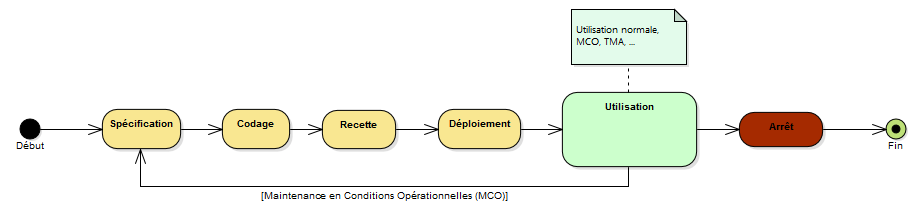 Utilisation normale,
MCO, TMA, ...
Utilisation
Spécification
Codage
Recette
Déploiement
Arrêt
Début
Fin
[Maintenance en Conditions Opérationnelles (MCO)]